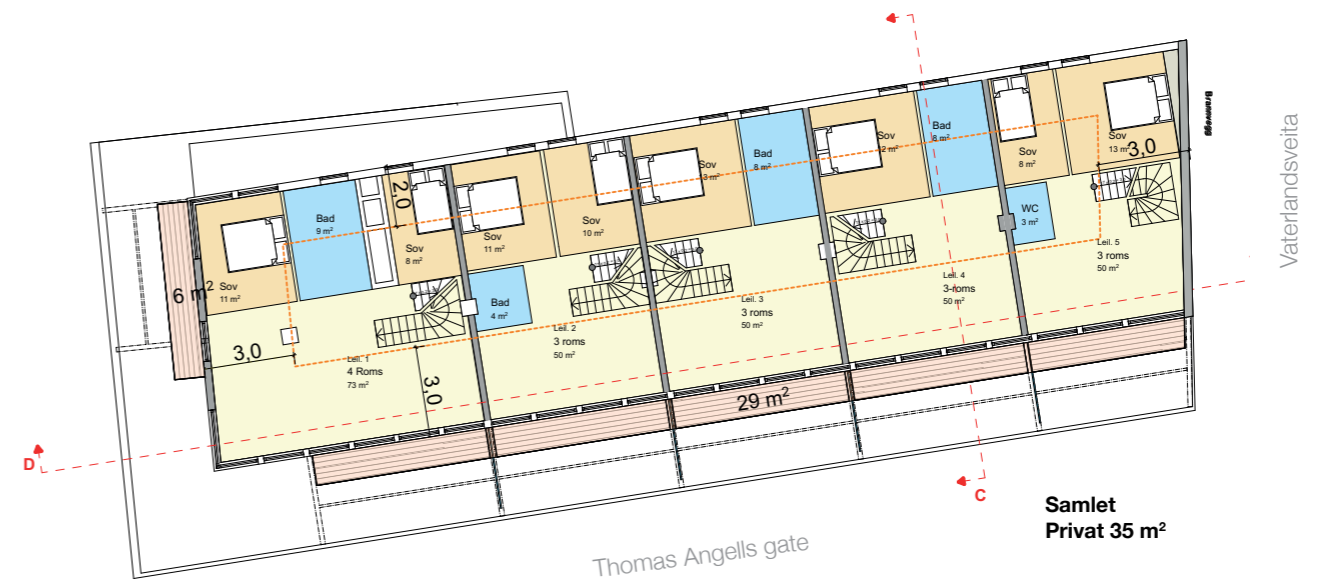 Vaterlandsveita
Brannvegg
Sov
13 m²
3,0
Sov
8 m²
WC
3 m²
Leil. 5
3 roms
50 m²
Bad
8 m²
Sov
2 m²
Leil. 4
3-roms
50 m²
Bad
8 m²
Sov
3 m²
Leil. 3
3 roms
50 m²
Sov
10 m²
Sov
11 m²
Bad
4 m²
Leil. 2
3 roms
50 m²
2,0
Sov
8 m²
Bad
9 m²
Sov
11 m²
6 m²
3,0
Leil. 1
4 Roms
73 m²
3,0
29 m²
D
C
Samlet
Privat 35 m²
Thomas Angells gate